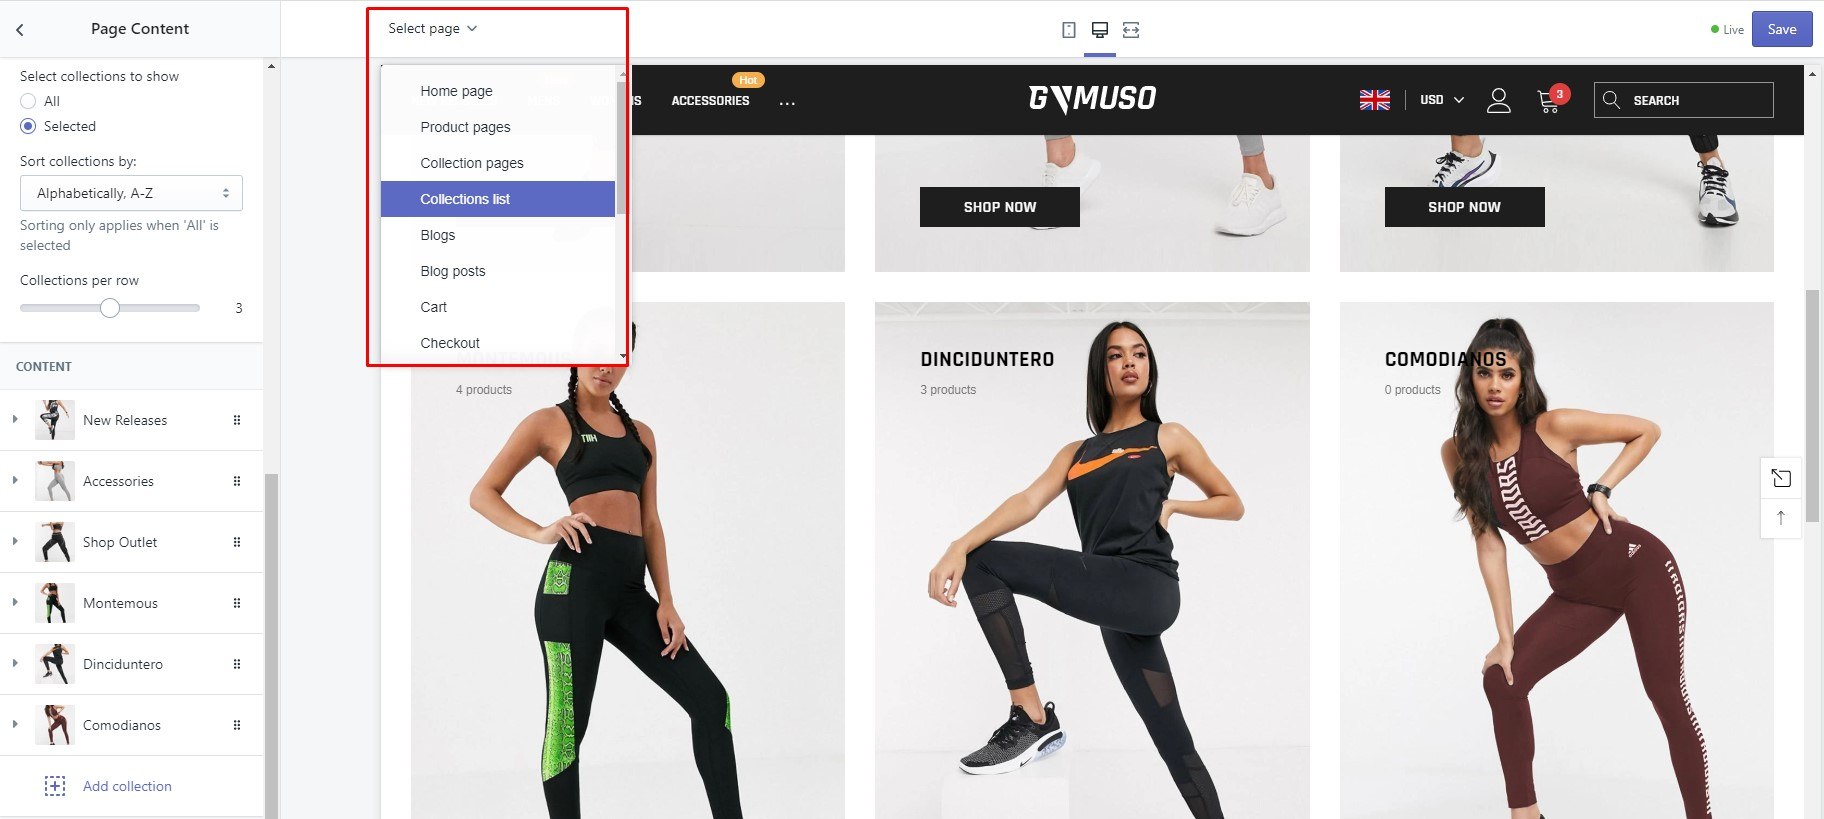 Page Content
Select page
Live
Save
Select collections to show
All
Selected
Sort collections by:
Alphabetically, A-Z
Sorting only applies when 'All' is
selected
Collections per row
3
CONTENT
New Releases
Accessories
Shop Outlet
Montemous
Dinciduntero
Comodianos
Add collection
Home page
Product pages
Collection pages
Collections list
Blogs
Blog posts
Cart
Checkout
Hot
ACCESSORIES
...
GYMUSO
USD
3
SEARCH
SHOP NOW
SHOP NOW
MONTEMOUS
4 products
DINCIDUNTERO
3 products
COMODIANOS
0 products